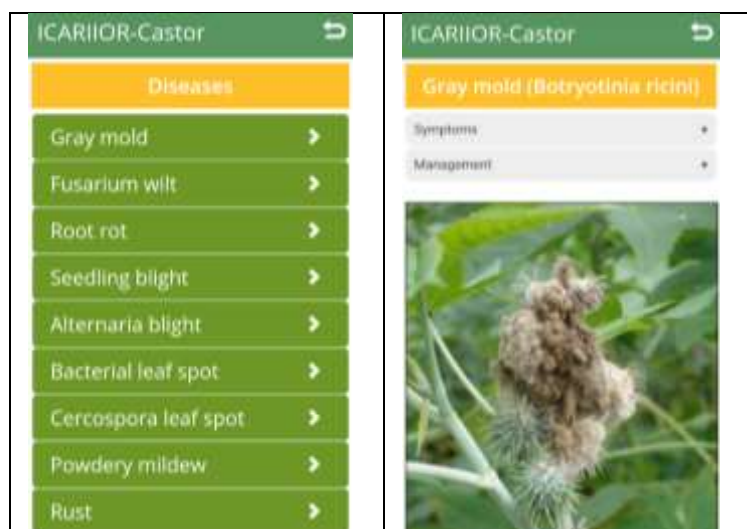 ICARIIOR-Castor
Diseases
Gray mold
Fusarium wilt
Root rot
Seedling blight
Alternaria blight
Bacterial leaf spot
Cercospora leaf spot
Powdery mildew
Rust
ICARIIOR-Castor
Gray mold (Botryotinia ricini)
Symptoms
Management